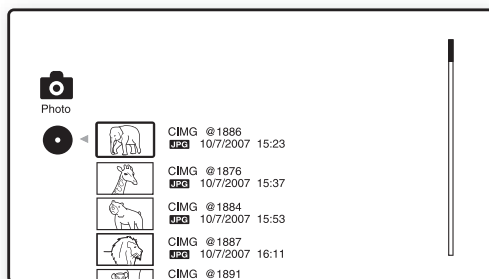 Photo
CIMG @1886
JPG 10/7/2007 15:23
CIMG @1876
JPG 10/7/2007 15:37
CIMG @1884
JPG 10/7/2007 15:53
CIMG @1887
JPG 10/7/2007 16:11
CIMG @1891